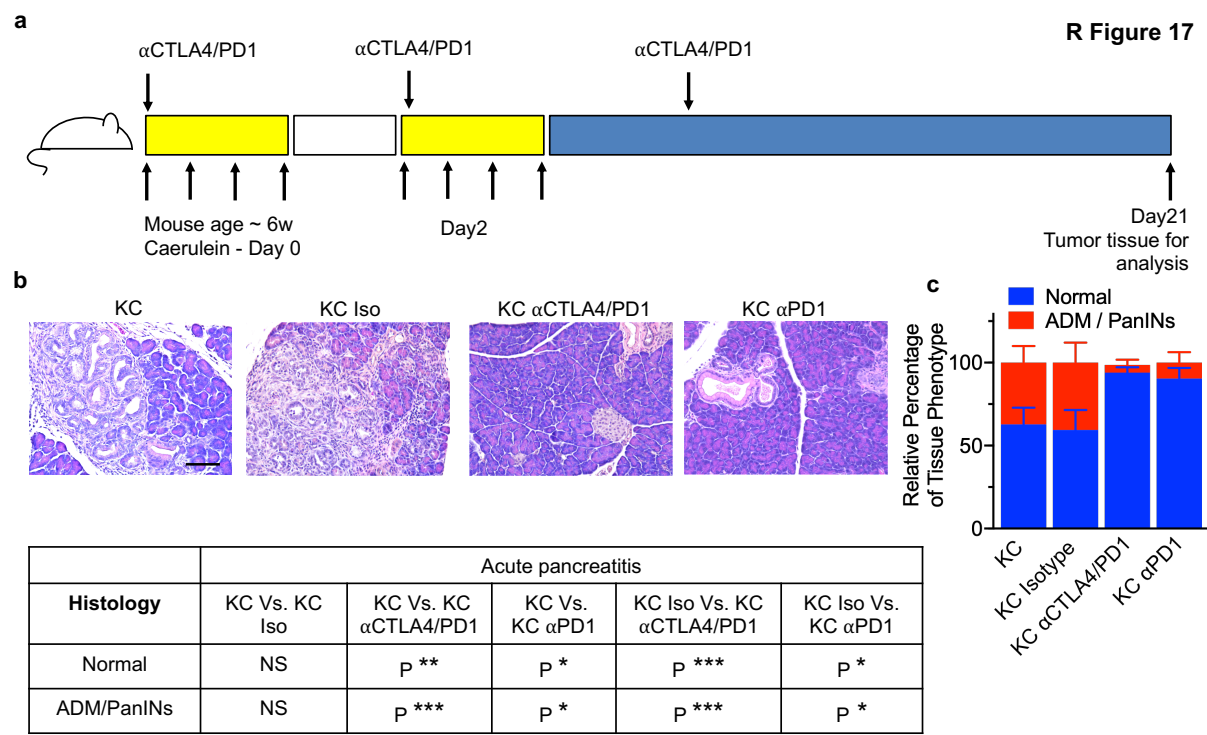 a
R Figure 17
αCTLA4/PD1
αCTLA4/PD1
αCTLA4/PD1
Mouse age ~ 6w
Caerulein - Day 0
Day2
Day21
Tumor tissue for
analysis
b
KC
KC Iso
KC αCTLA4/PD1
KC αPD1
c
Normal
ADM / PanINs
Relative Percentage
of Tissue Phenotype
100
50
0
KC
KC Isotype
KC αCTLA4/PD1
KC αPD1
Acute pancreatitis
Histology
KC Vs. KC
Iso
KC Vs. KC
αCTLA4/PD1
KC Vs.
KC αPD1
KC Iso Vs. KC
αCTLA4/PD1
KC Iso Vs.
KC αPD1
Normal
NS
P **
P *
P ***
P *
ADM/PanINs
NS
P ***
P *
P ***
P *